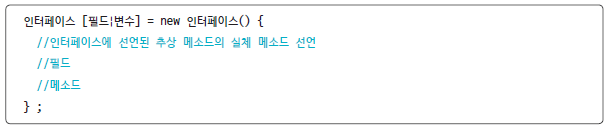 인터페이스 [필드|변수] = new 인터페이스() {
//인터페이스에 선언된 추상 메소드의 실체 메소드 선언
//필드
//메소드
} ;